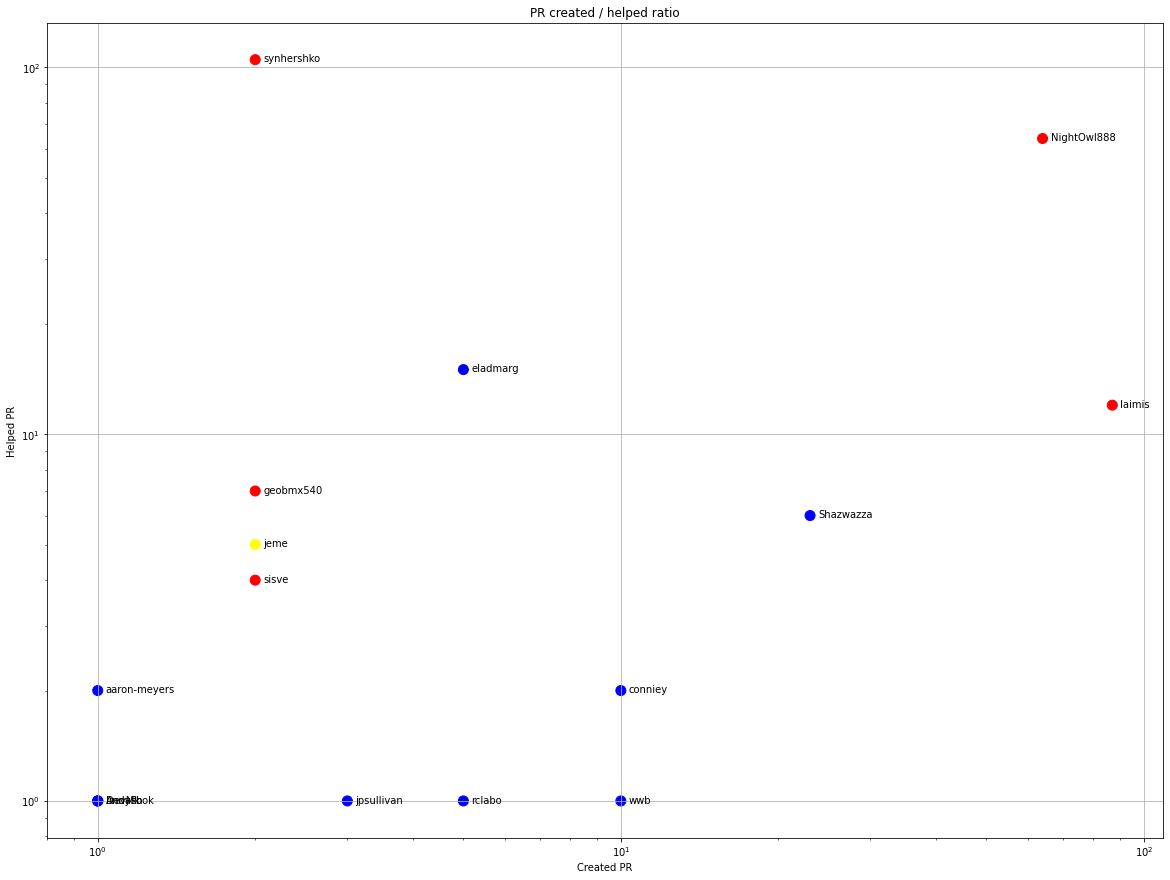 PR created / helped ratio
synhershko
10²
NightOwl888
eladmarg
laimis
10¹
Helped PR
geobmx540
Shazwazza
jeme
sisve
aaron-meyers
conniey
10⁰
jpsullivan
rclabo
wwb
10⁰
10¹
10²
Created PR